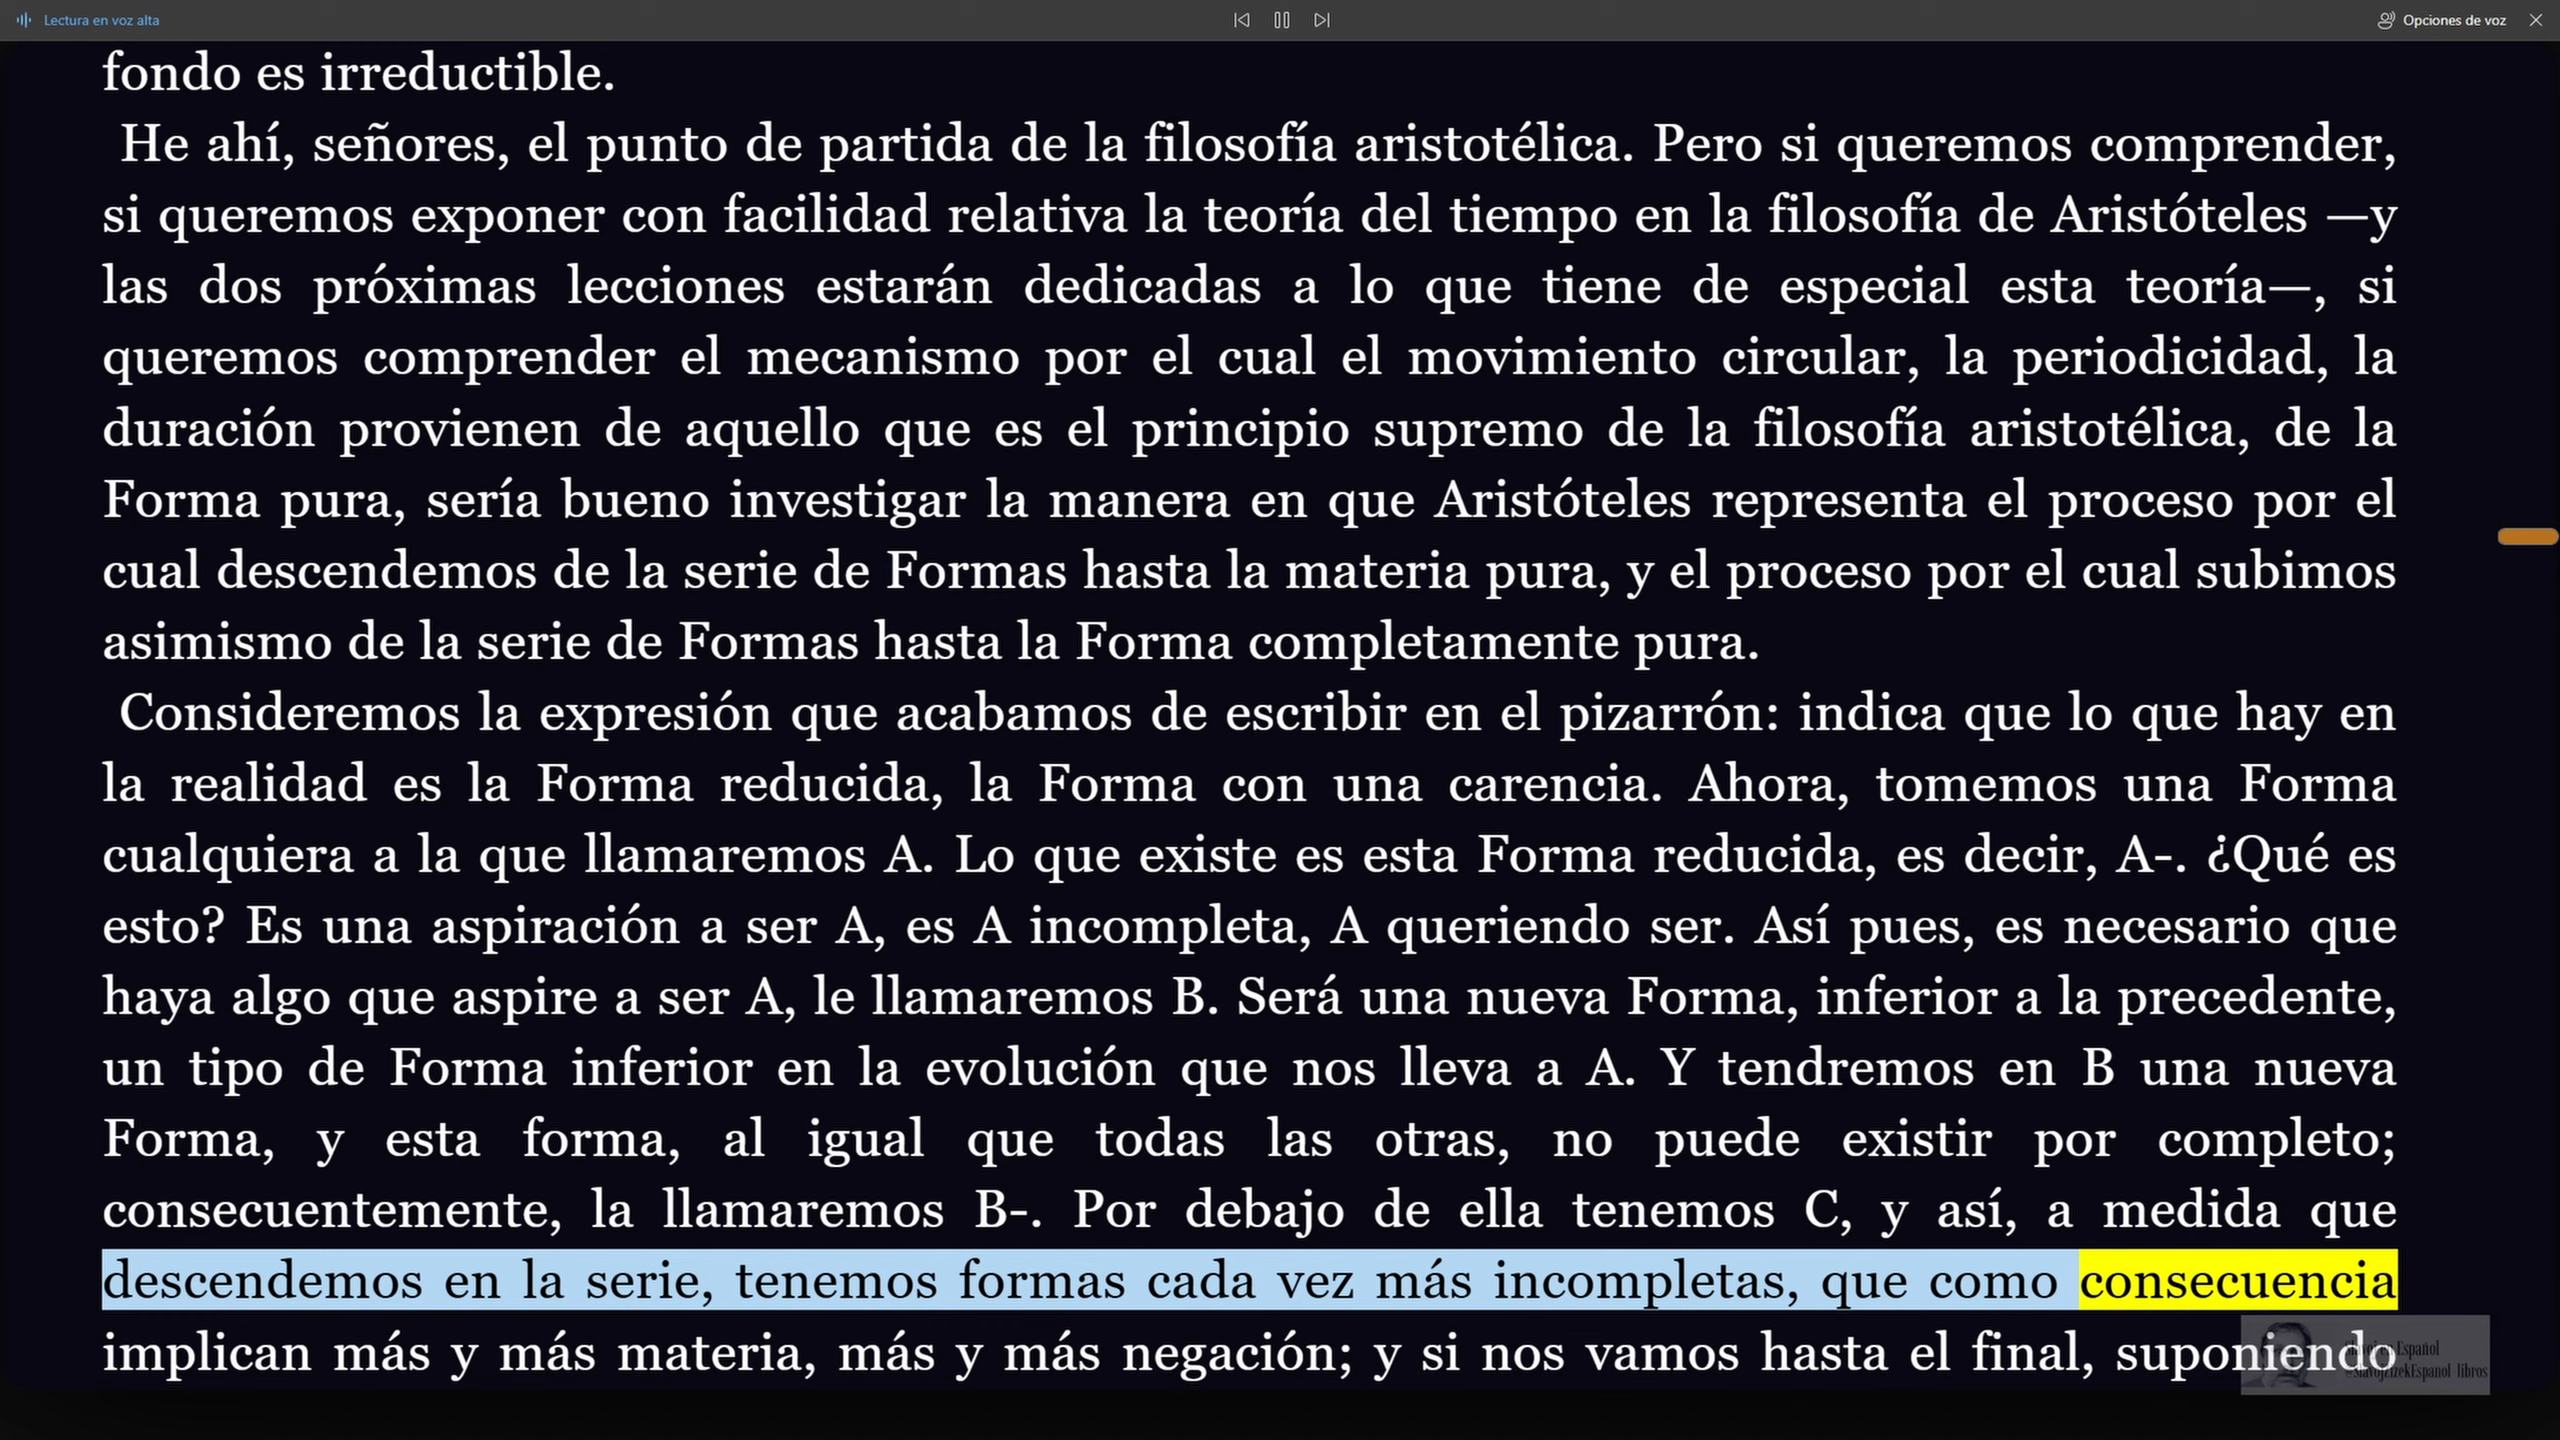 Lectura en voz alta
Opciones de voz
fondo es irreductible.
He ahí, señores, el punto de partida de la filosofía aristotélica. Pero si queremos comprender,
si queremos exponer con facilidad relativa la teoría del tiempo en la filosofía de Aristóteles —y
las dos próximas lecciones estarán dedicadas a lo que tiene de especial esta teoría—, si
queremos comprender el mecanismo por el cual el movimiento circular, la periodicidad, la
duración provienen de aquello que es el principio supremo de la filosofía aristotélica, de la
Forma pura, sería bueno investigar la manera en que Aristóteles representa el proceso por el
cual descendemos de la serie de Formas hasta la materia pura, y el proceso por el cual subimos
asimismo de la serie de Formas hasta la Forma completamente pura.
Consideremos la expresión que acabamos de escribir en el pizarrón: indica que lo que hay en
la realidad es la Forma reducida, la Forma con una carencia. Ahora, tomemos una Forma
cualquiera a la que llamaremos A. Lo que existe es esta Forma reducida, es decir, A-. ¿Qué es
esto? Es una aspiración a ser A, es A incompleta, A queriendo ser. Así pues, es necesario que
haya algo que aspire a ser A, le llamaremos B. Será una nueva Forma, inferior a la precedente,
un tipo de Forma inferior en la evolución que nos lleva a A. Y tendremos en B una nueva
Forma, y esta forma, al igual que todas las otras, no puede existir por completo;
consecuentemente, la llamaremos B-. Por debajo de ella tenemos C, y así, a medida que
descendemos en la serie, tenemos formas cada vez más incompletas, que como consecuencia
implican más y más materia, más y más negación; y si nos vamos hasta el final, suponiendo
Español
@SlavojZizekEspanol-libros